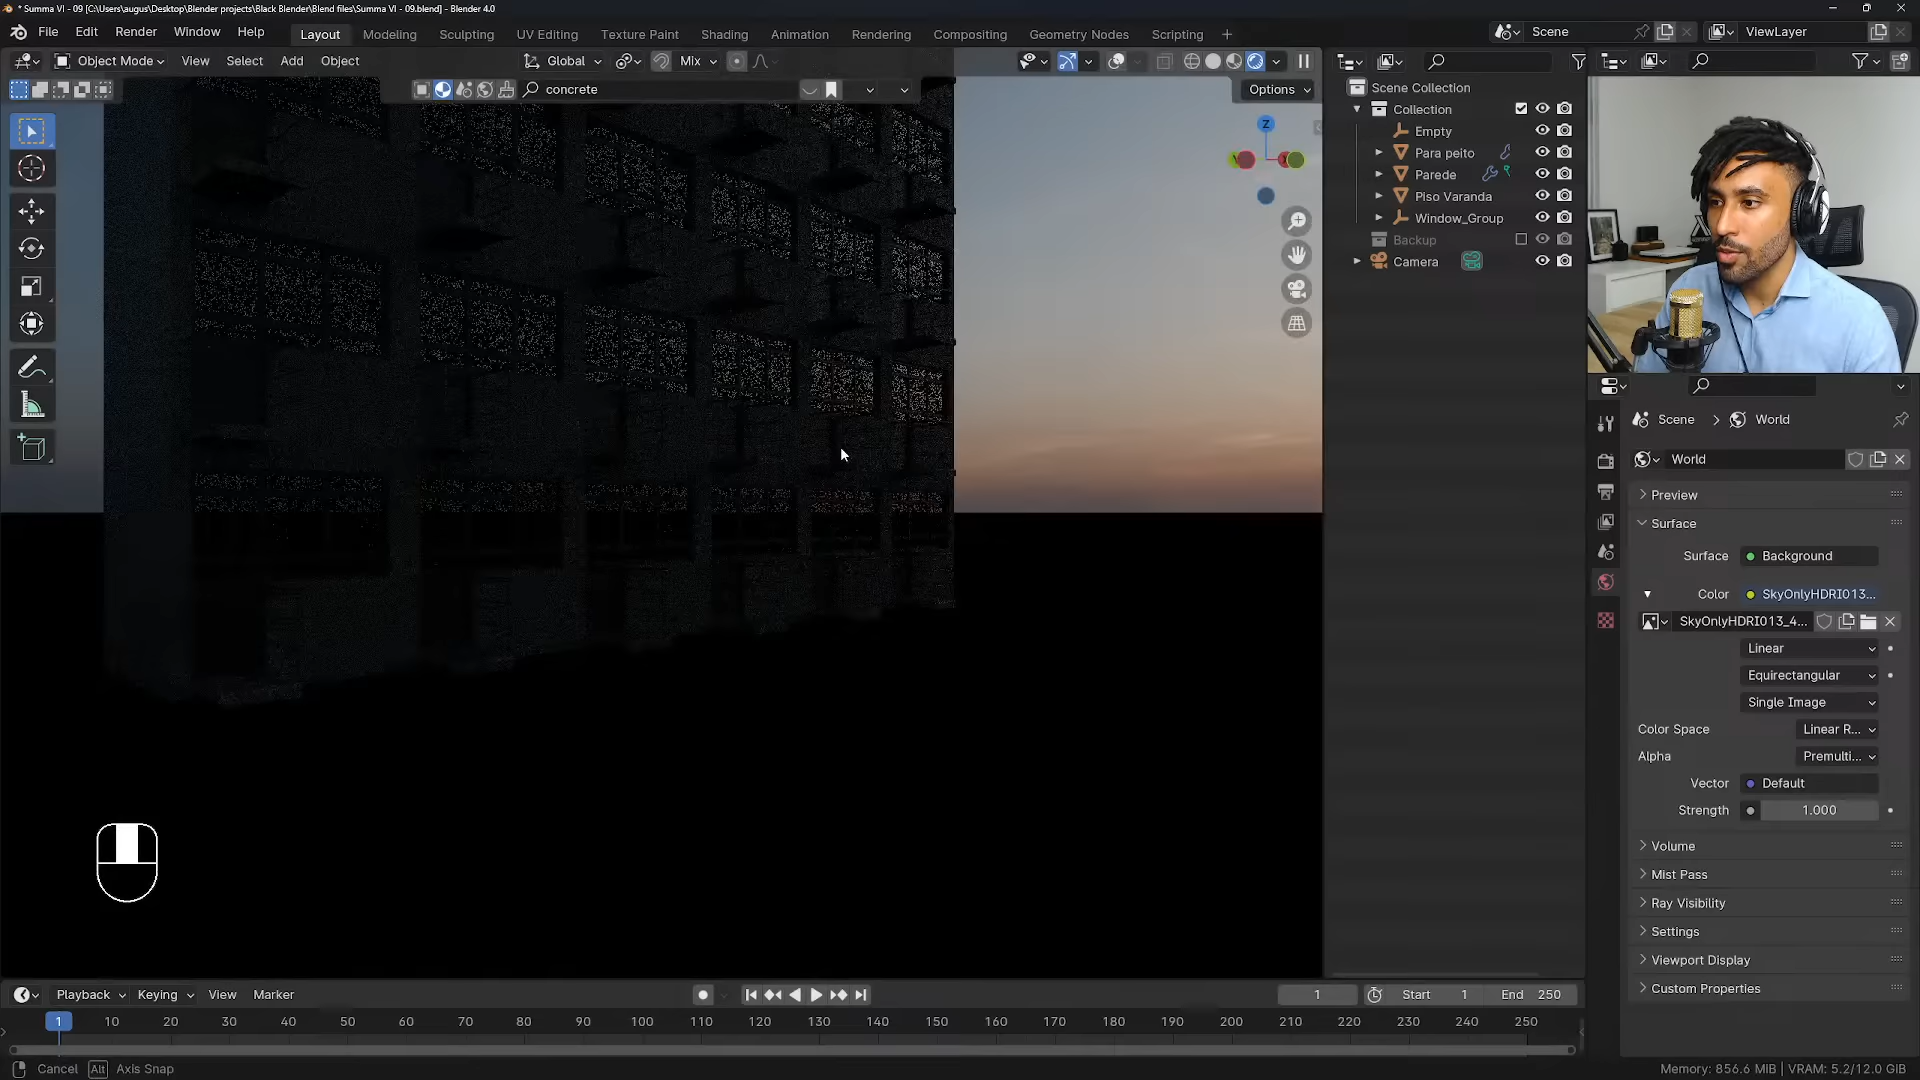 * Summa VI - 09 [C:\Users\augus\Desktop\Blender projects\Black Blender\Blend files\Summa VI - 09.blend] - Blender 4.0
File Edit Render Window Help Layout Modeling Sculpting UV Editing Texture Paint Shading Animation Rendering Compositing Geometry Nodes Scripting + Scene ViewLayer
Object Mode View Select Add Object Global Mix
concrete Options
Z
Scene Collection
Collection
Empty
Para peito
Parede
Piso Varanda
Window_Group
Backup
Camera
Scene > World
World
Preview
Surface
Surface Background
Color SkyOnlyHDRI013...
SkyOnlyHDRI013_4...
Linear
Equirectangular
Single Image
Color Space Linear R...
Alpha Premulti...
Vector Default
Strength 1.000
Volume
Mist Pass
Ray Visibility
Settings
Viewport Display
Custom Properties
Playback Keying View Marker 1 Start 1 End 250
1 10 20 30 40 50 60 70 80 90 100 110 120 130 140 150 160 170 180 190 200 210 220 230 240 250
Cancel Alt Axis Snap Memory: 856.6 MiB | VRAM: 5.2/12.0 GiB